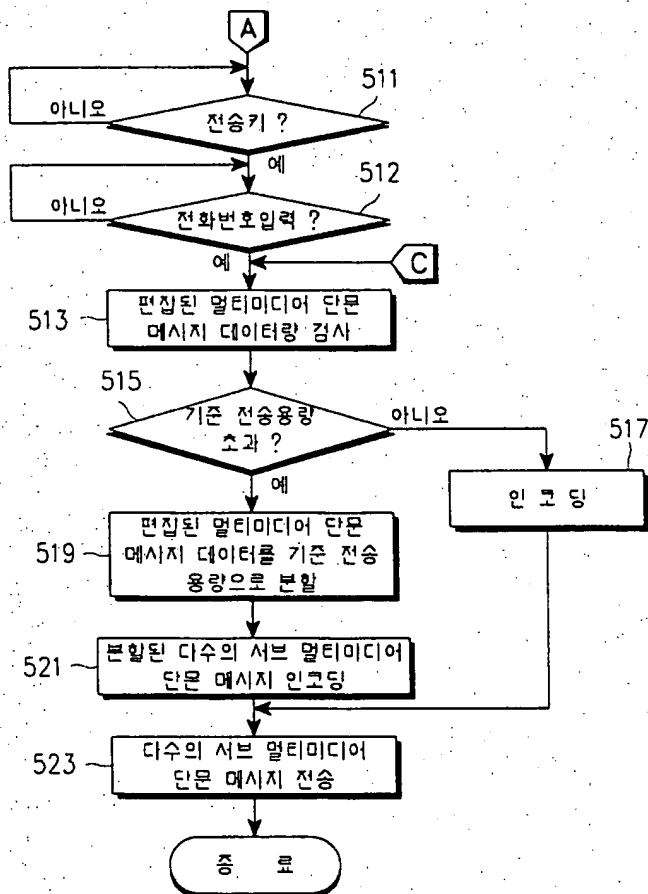 A
511
아니오
전송키 ?
예
512
아니오
전화번호입력 ?
예
C
513
편집된 멀티미디어 단문
메시지 데이터량 검사
515
기준 전송용량
초과 ?
아니오
517
예
인 코 딩
519
편집된 멀티미디어 단문
메시지 데이터를 기준 전송
용량으로 분할
521
분할된 다수의 서브 멀티미디어
단문 메시지 인코딩
523
다수의 서브 멀티미디어
단문 메시지 전송
종 료